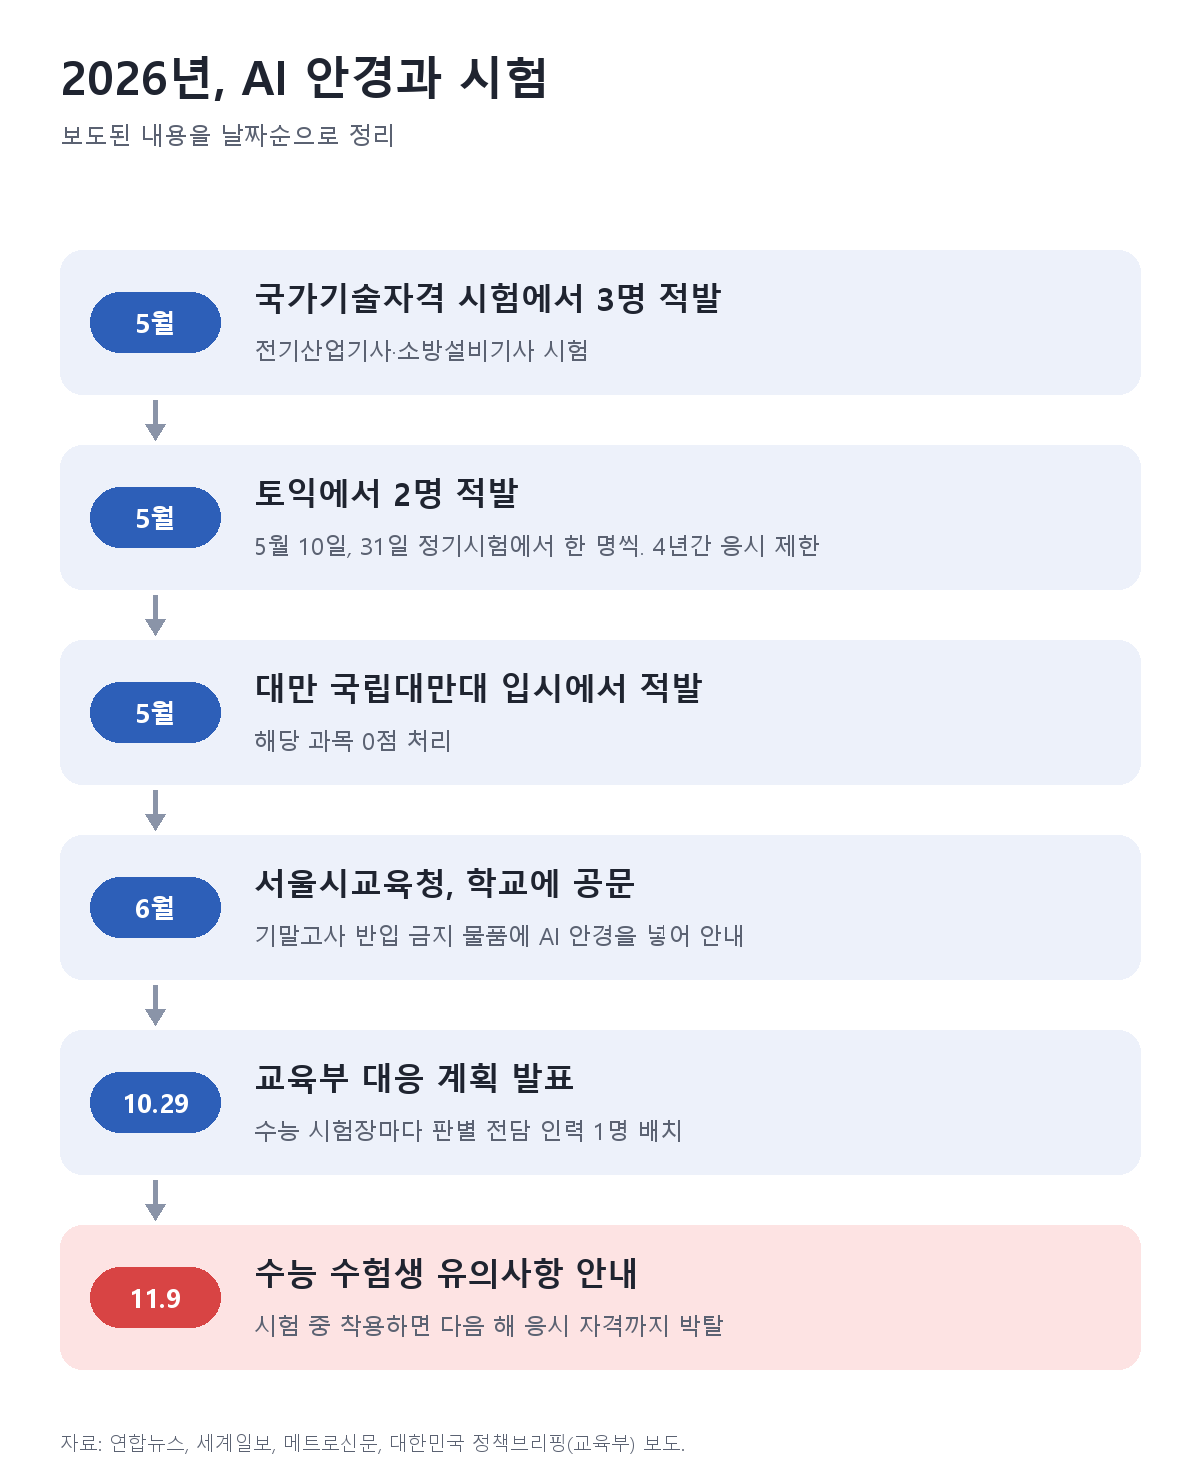 2026년, AI 안경과 시험
보도된 내용을 날짜순으로 정리
5월
국가기술자격 시험에서 3명 적발
전기산업기사·소방설비기사 시험
5월
토익에서 2명 적발
5월 10일, 31일 정기시험에서 한 명씩. 4년간 응시 제한
5월
대만 국립대만대 입시에서 적발
해당 과목 0점 처리
6월
서울시교육청, 학교에 공문
기말고사 반입 금지 물품에 AI 안경을 넣어 안내
10.29
교육부 대응 계획 발표
수능 시험장마다 판별 전담 인력 1명 배치
11.9
수능 수험생 유의사항 안내
시험 중 착용하면 다음 해 응시 자격까지 박탈
자료: 연합뉴스, 세계일보, 메트로신문, 대한민국 정책브리핑(교육부) 보도.